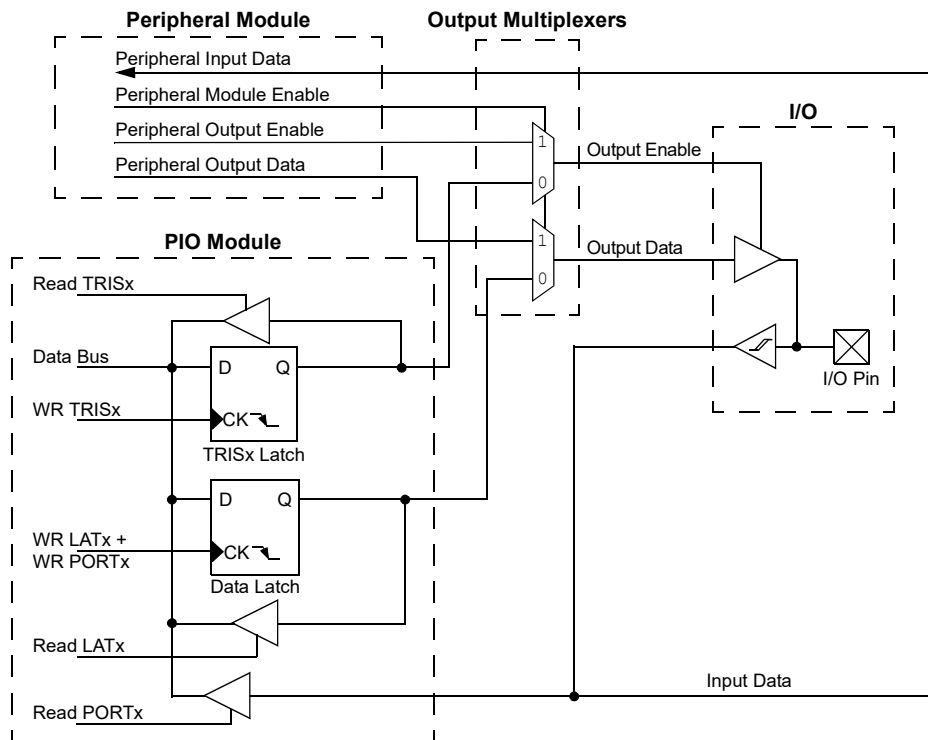 Peripheral Module
Output Multiplexers
Peripheral Input Data
Peripheral Module Enable
Peripheral Output Enable
Peripheral Output Data
1
0
Output Enable
I/O
1
0
Output Data
I/O Pin
PIO Module
Read TRISx
Data Bus
D Q
WR TRISx
CK
TRISx Latch
D Q
WR LATx +
WR PORTx
CK
Data Latch
Read LATx
Read PORTx
Input Data